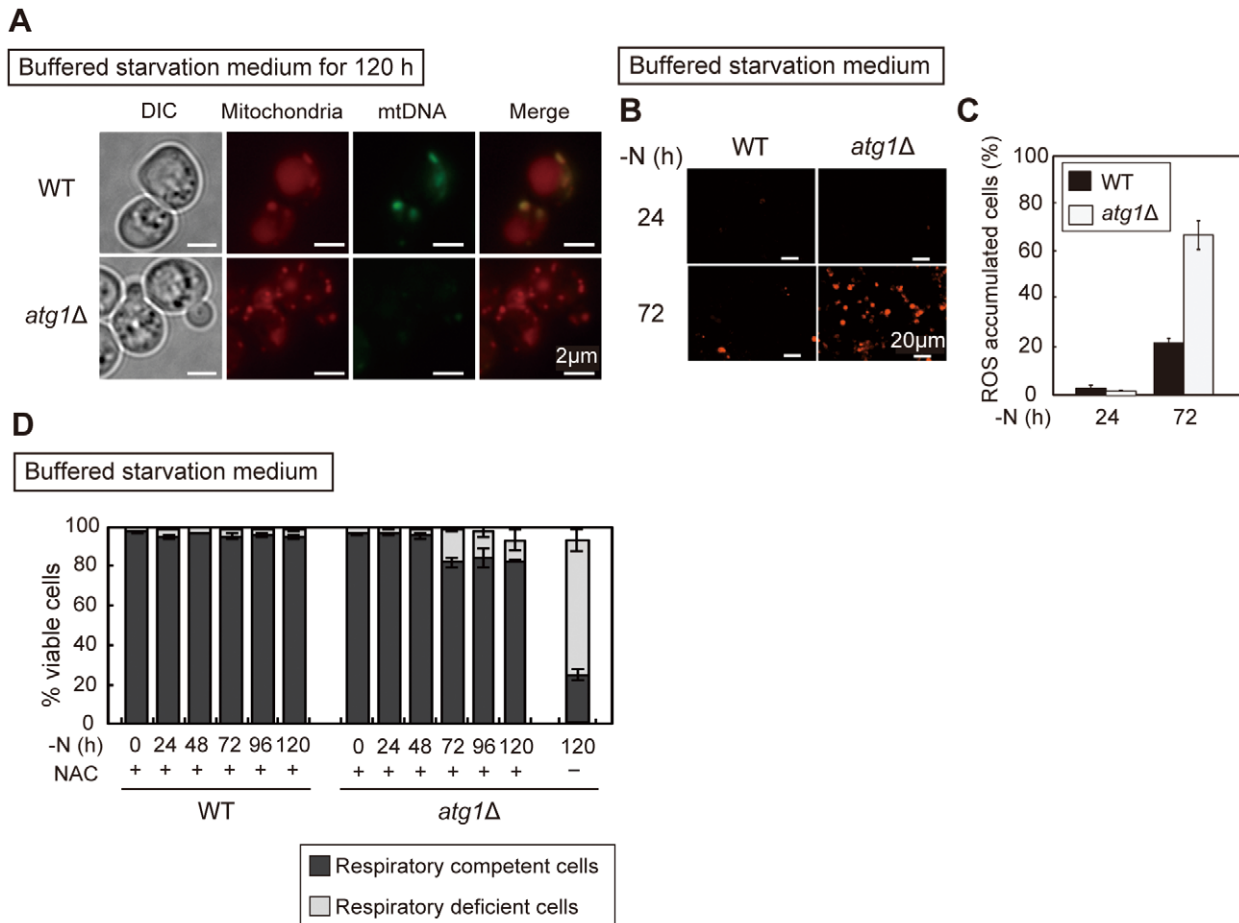 A
Buffered starvation medium for 120 h
DIC Mitochondria mtDNA Merge
WT
atg1Δ
2μm
Buffered starvation medium
B
-N (h) WT atg1Δ
24
72
20μm
C
ROS accumulated cells (%)
100
80
60
40
20
0
WT
atg1Δ
-N (h) 24 72
D
Buffered starvation medium
% viable cells
100
80
60
40
20
0
-N (h) 0 24 48 72 96 120 0 24 48 72 96 120 120
NAC + + + + + + + + + + + + −
WT atg1Δ
Respiratory competent cells
Respiratory deficient cells